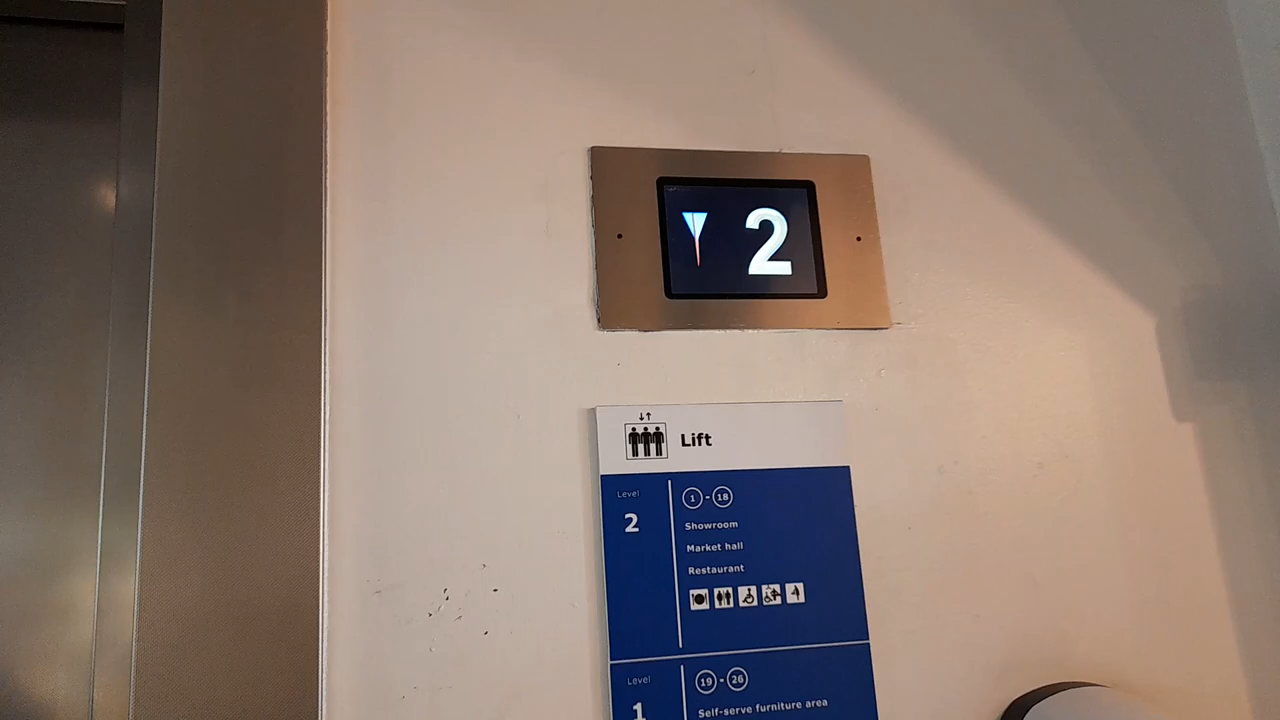 2
Lift
Level
2
1 - 18
Showroom
Market hall
Restaurant
Level
1
19 - 26
Self-serve furniture area